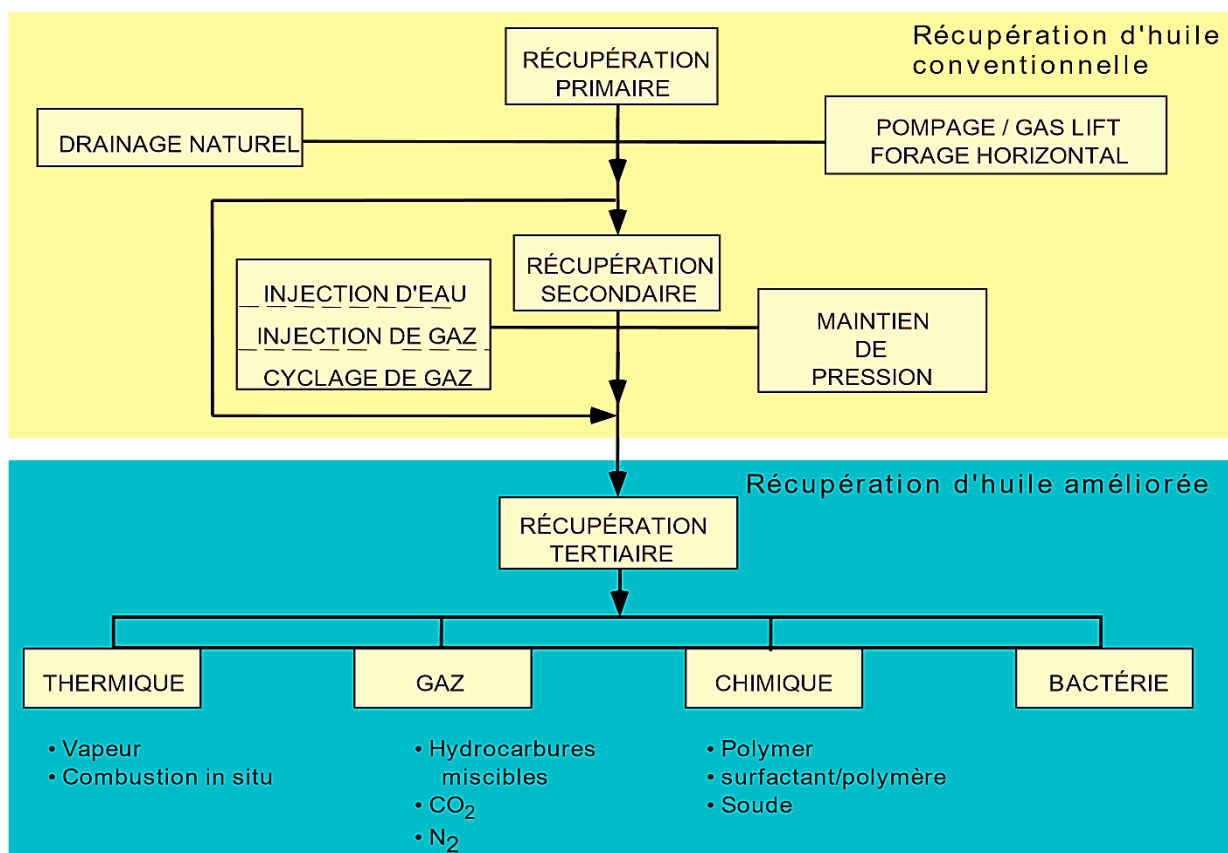 Récupération d'huile
conventionnelle
RÉCUPÉRATION
PRIMAIRE
DRAINAGE NATUREL
POMPAGE / GAS LIFT
FORAGE HORIZONTAL
RÉCUPÉRATION
SECONDAIRE
INJECTION D'EAU
INJECTION DE GAZ
CYCLAGE DE GAZ
MAINTIEN
DE
PRESSION
Récupération d'huile améliorée
RÉCUPÉRATION
TERTIAIRE
THERMIQUE
GAZ
CHIMIQUE
BACTÉRIE
• Vapeur
• Combustion in situ
• Hydrocarbures
miscibles
• CO2
• N2
• Polymer
• surfactant/polymère
• Soude